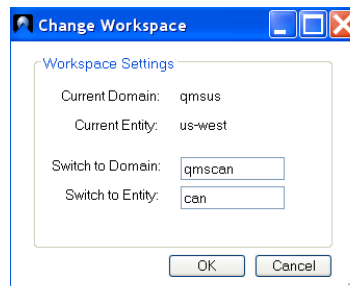 Change Workspace
Workspace Settings
Current Domain: qmsus
Current Entity: us-west
Switch to Domain: qmscan
Switch to Entity: can
OK Cancel